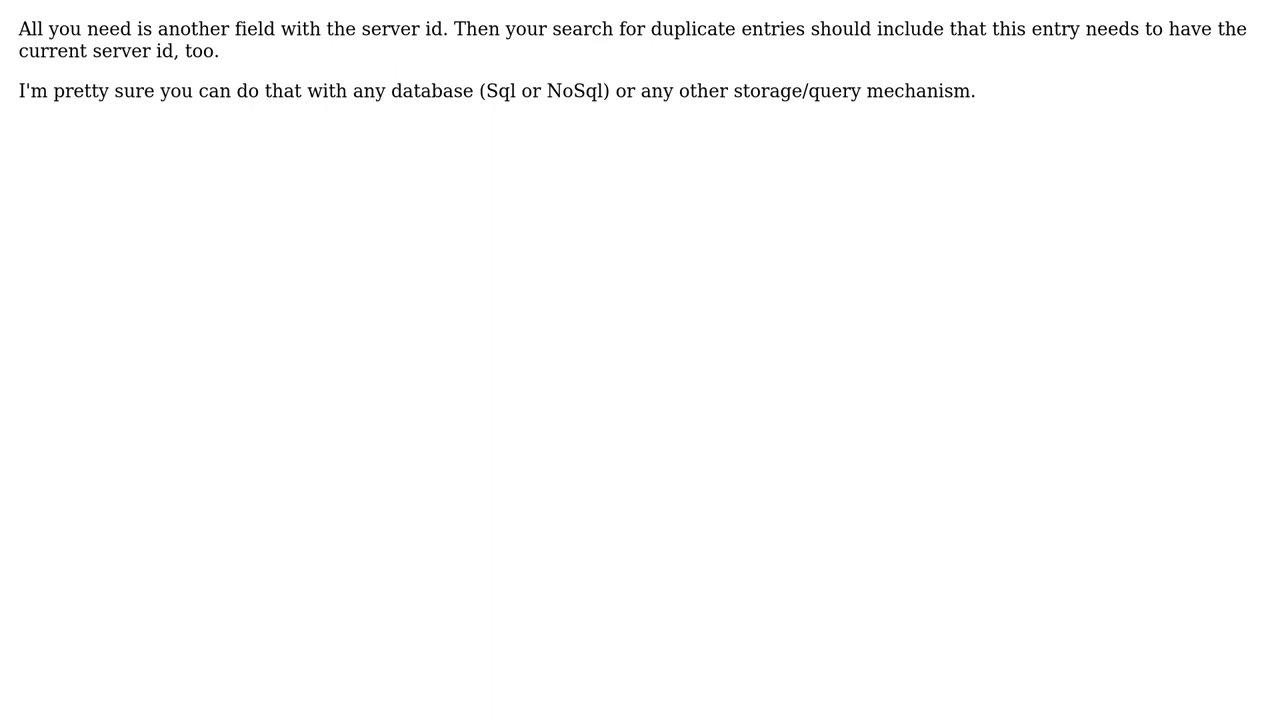 All you need is another field with the server id. Then your search for duplicate entries should include that this entry needs to have the
current server id, too.
I'm pretty sure you can do that with any database (Sql or NoSql) or any other storage/query mechanism.